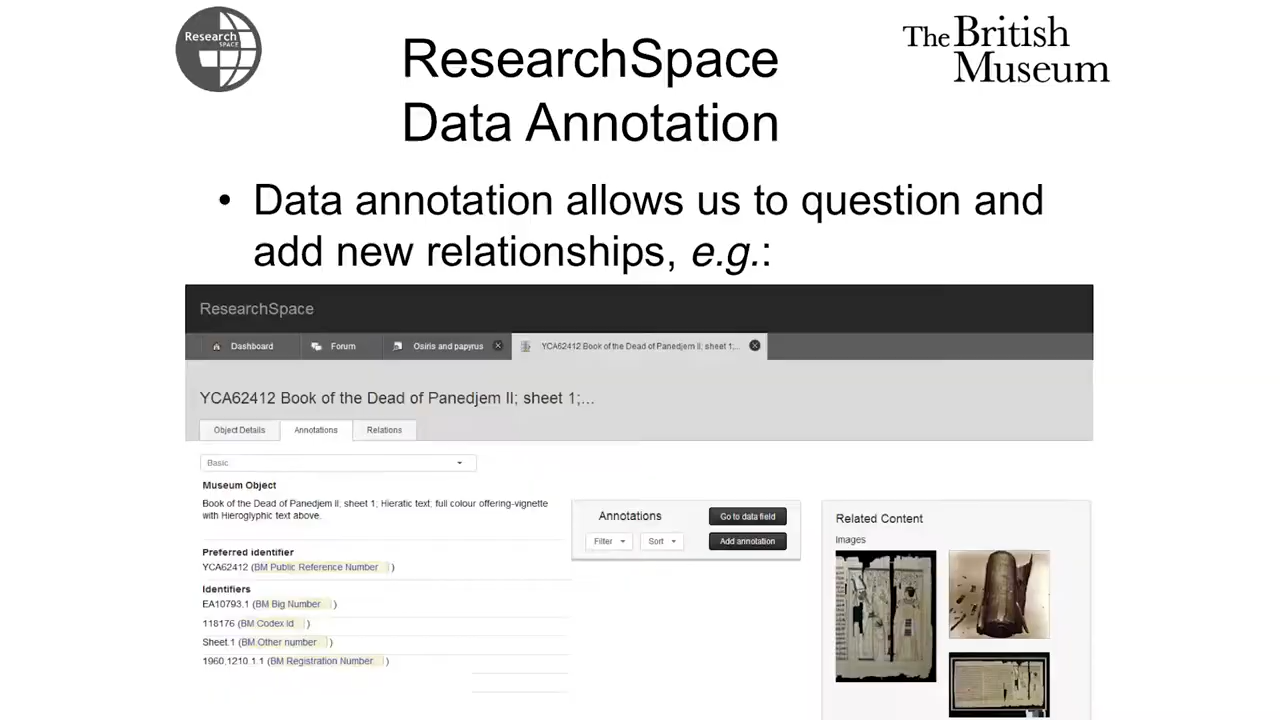 Research
SPACE
The British
Museum
ResearchSpace
Data Annotation
• Data annotation allows us to question and
add new relationships, e.g.:
ResearchSpace
Dashboard
Forum
Osiris and papyrus
YCA62412 Book of the Dead of Panedjem II; sheet 1;...
YCA62412 Book of the Dead of Panedjem II; sheet 1;...
Object Details
Annotations
Relations
Basic
Museum Object
Book of the Dead of Panedjem II; sheet 1; Hieratic text; full colour offering-vignette
with Hieroglyphic text above.
Preferred identifier
YCA62412 (BM Public Reference Number )
Identifiers
EA10793.1 (BM Big Number )
118176 (BM Codex id )
Sheet.1 (BM Other number )
1960,1210.1.1 (BM Registration Number )
Annotations
Go to data field
Filter
Sort
Add annotation
Related Content
Images